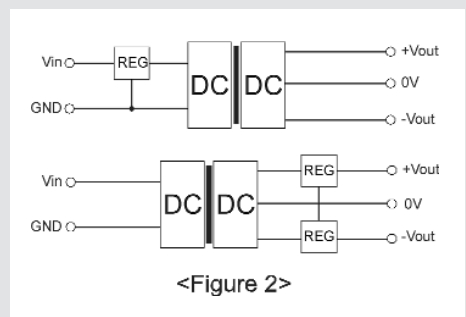 +Vout
Vin REG
DC DC 0V
GND
-Vout
REG +Vout
Vin
DC DC 0V
GND
REG -Vout
<Figure 2>